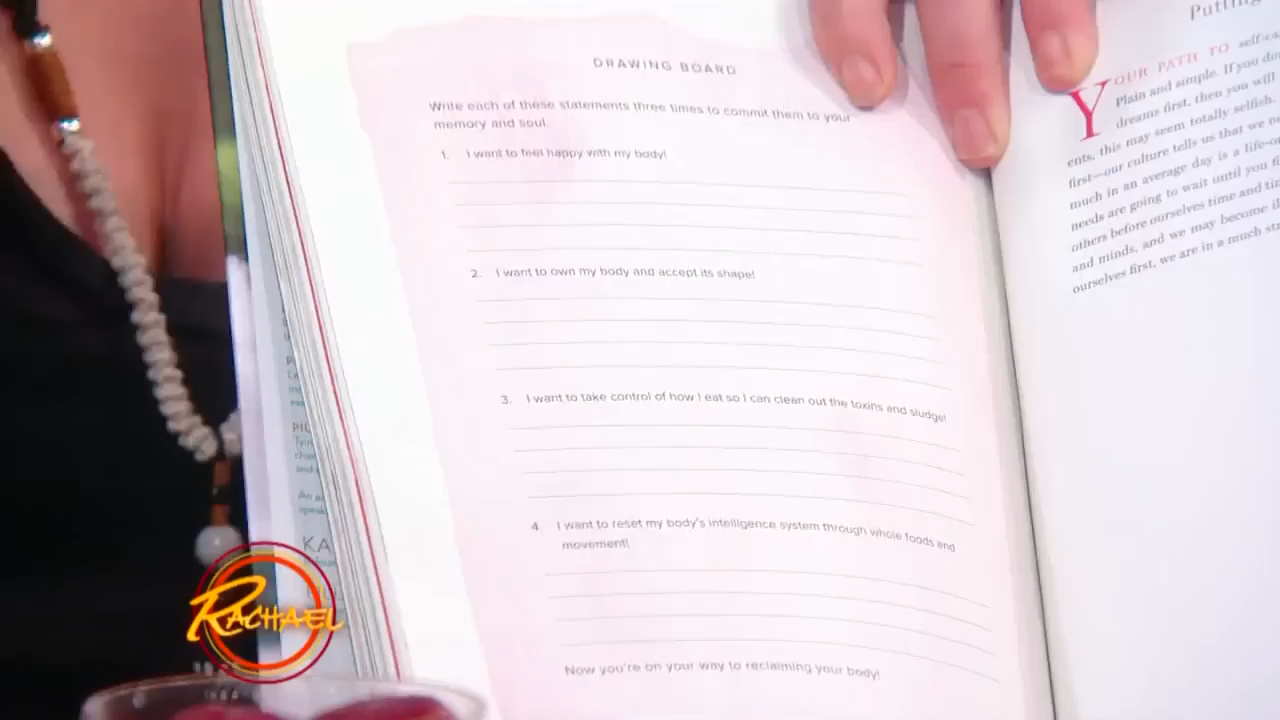 DRAWING BOARD
Write each of these statements three times to commit them to your
memory and soul.
1. I want to feel happy with my body!
2. I want to own my body and accept its shape!
3. I want to take control of how I eat so I can clean out the toxins and sludge!
4. I want to reset my body's intelligence system through whole foods and
movement!
Now you're on your way to reclaiming your body!
Putting
YOUR PATH TO self-ca
Plain and simple. If you do
dreams first, then you will
ents, this may seem totally selfish.
first—our culture tells us that we
much in an average day is a life-o
needs are going to wait until you fi
others before ourselves time and tim
and minds, and we may become il
ourselves first, we are in a much str
KA
RACHAEL